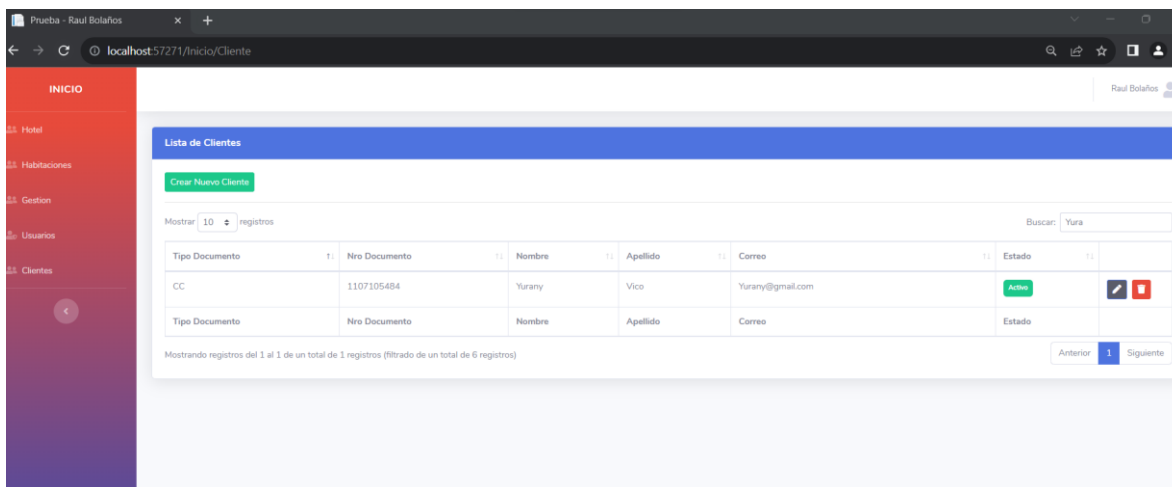 Prueba - Raul Bolaños
localhost:57271/Inicio/Cliente
INICIO
Raul Bolaños
Hotel
Habitaciones
Gestion
Usuarios
Clientes
Lista de Clientes
Crear Nuevo Cliente
Mostrar 10 registros
Buscar: Yura
Tipo Documento Nro Documento Nombre Apellido Correo Estado
CC 1107105484 Yurany Vico Yurany@gmail.com Activo
Tipo Documento Nro Documento Nombre Apellido Correo Estado
Mostrando registros del 1 al 1 de un total de 1 registros (filtrado de un total de 6 registros)
Anterior 1 Siguiente